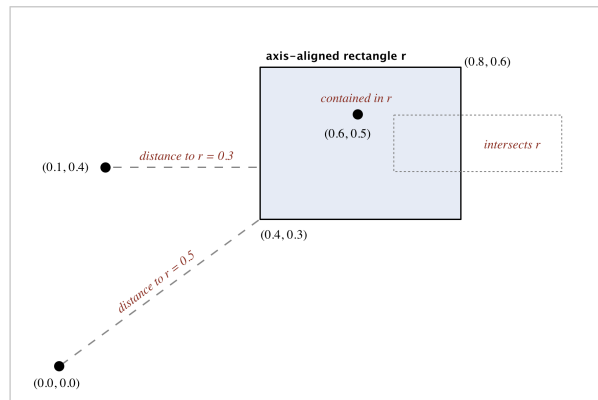 axis-aligned rectangle r
(0.8, 0.6)
contained in r
(0.6, 0.5)
intersects r
distance to r = 0.3
(0.1, 0.4)
(0.4, 0.3)
distance to r = 0.5
(0.0, 0.0)